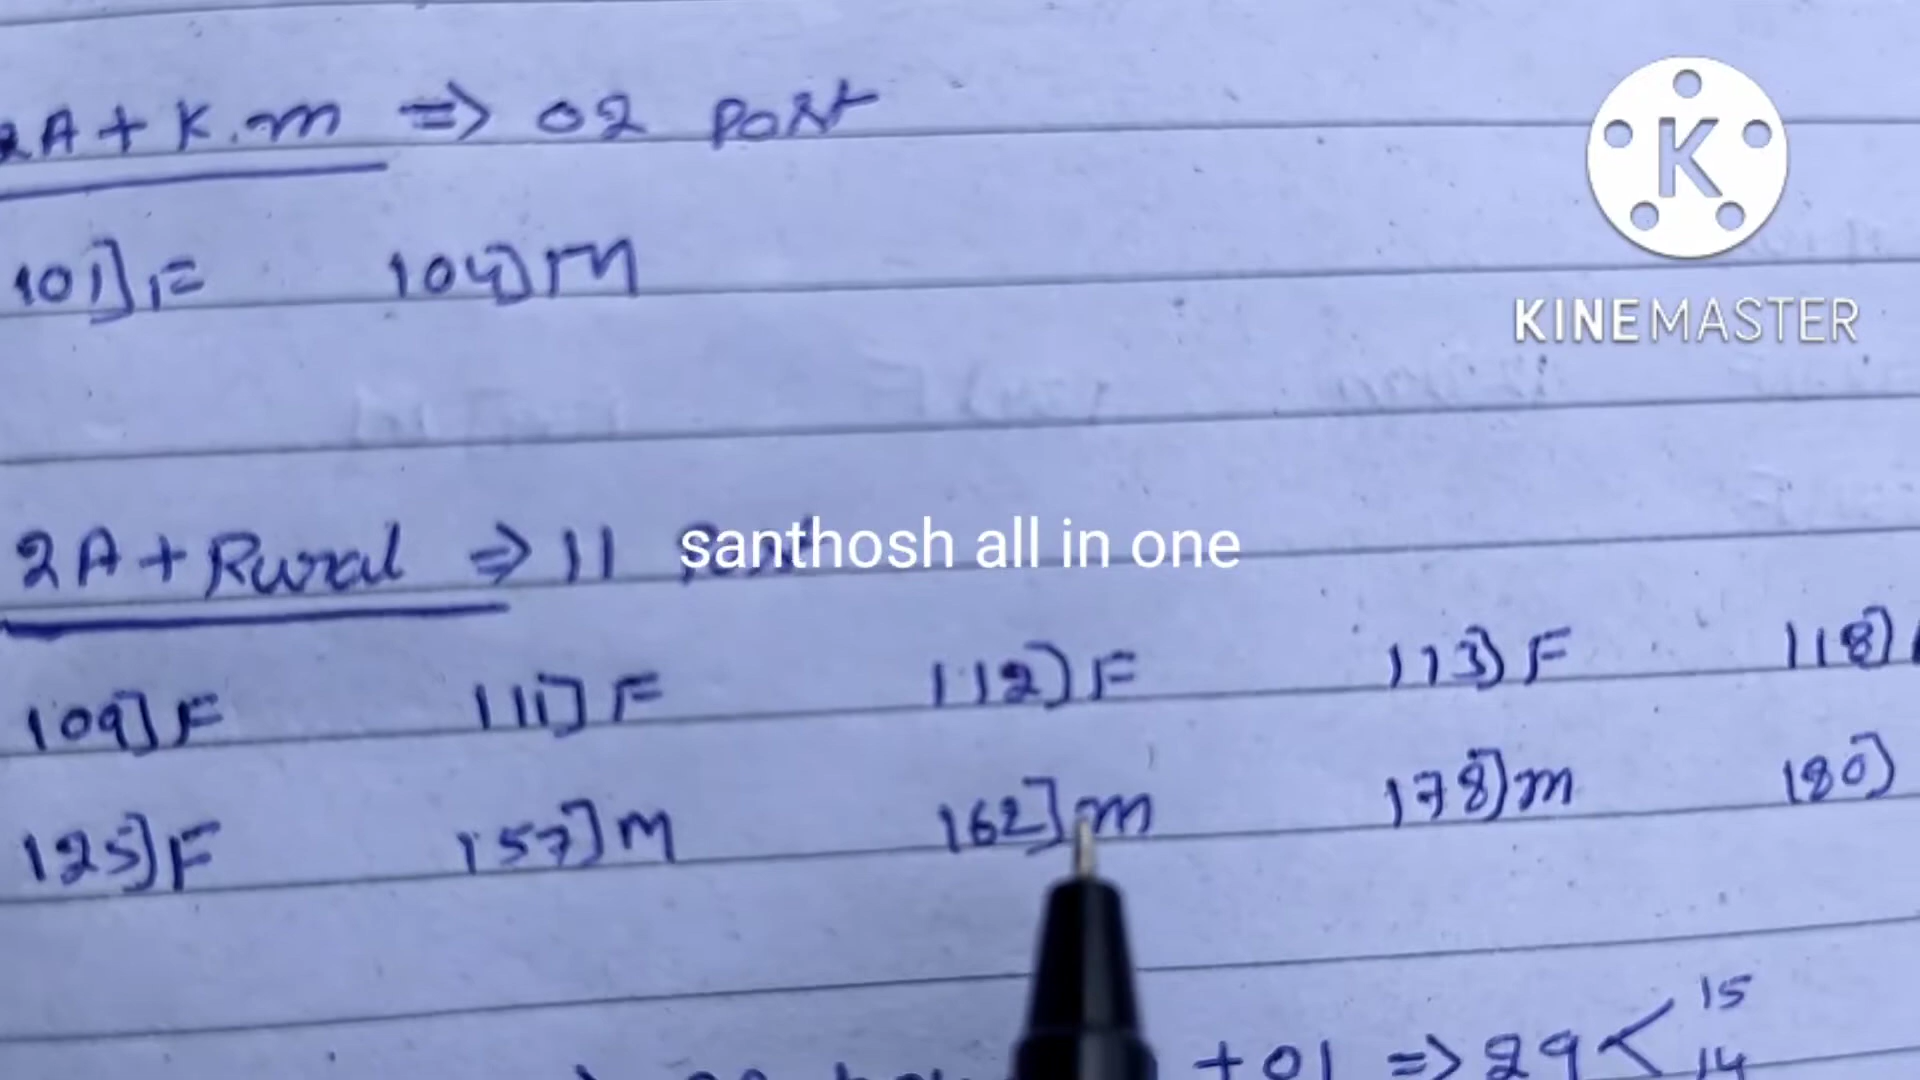 2A + K.m => 02 Post
101] F 104) M
KINEMASTER
2A + Rural => 11 Post
santhosh all in one
109] F 111] F 112) F 113) F 118)
125] F 157] M 162] m 178) m 180)
+ 01 => 29 < 15
14